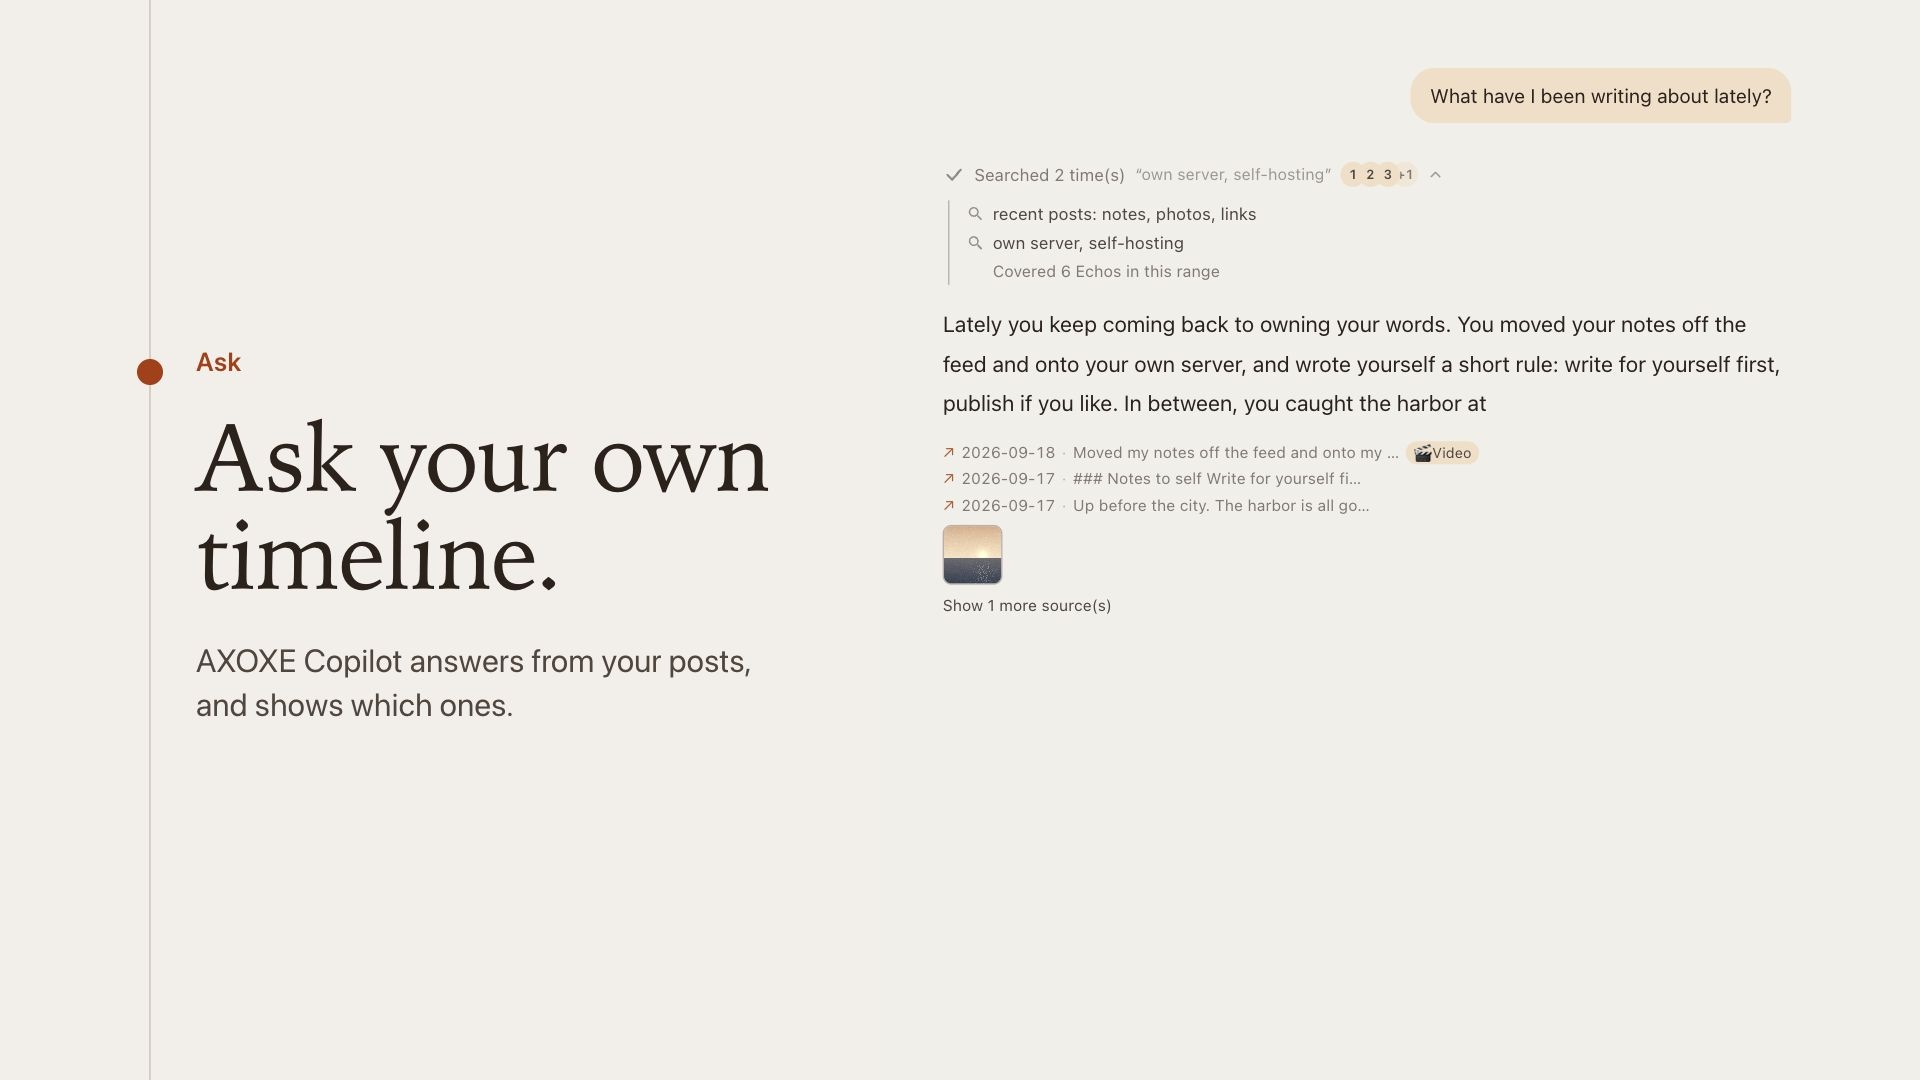 Ask
Ask your own
timeline.
AXOXE Copilot answers from your posts,
and shows which ones.
What have I been writing about lately?
Searched 2 time(s) “own server, self-hosting” 1 2 3 +1
recent posts: notes, photos, links
own server, self-hosting
Covered 6 Echos in this range
Lately you keep coming back to owning your words. You moved your notes off the
feed and onto your own server, and wrote yourself a short rule: write for yourself first,
publish if you like. In between, you caught the harbor at
2026-09-18 · Moved my notes off the feed and onto my ... 🎬Video
2026-09-17 · ### Notes to self Write for yourself fi...
2026-09-17 · Up before the city. The harbor is all go...
Show 1 more source(s)